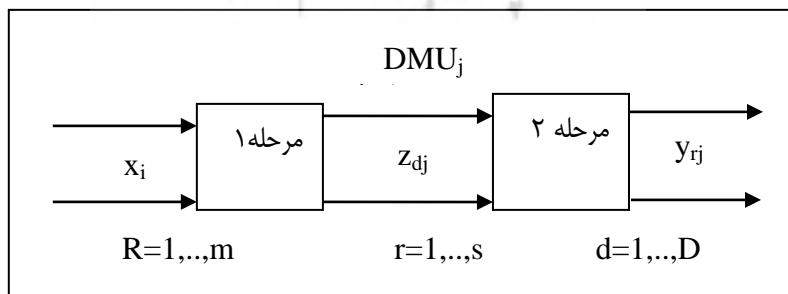 DMUj
مرحله۱
مرحله ۲
xi
zdj
yrj
R=1,..,m
r=1,..,s
d=1,..,D